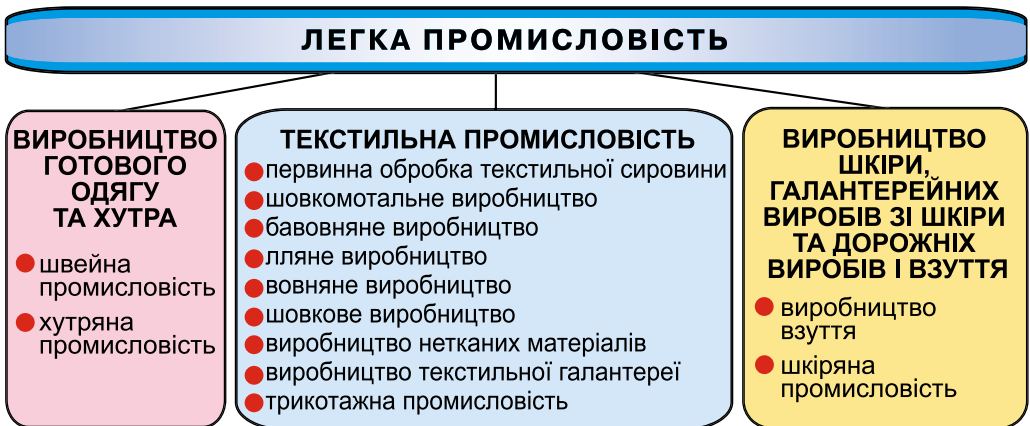 ЛЕГКА ПРОМИСЛОВІСТЬ
ВИРОБНИЦТВО
ГОТОВОГО
ОДЯГУ
ТА ХУТРА
швейна
промисловість
хутряна
промисловість
ТЕКСТИЛЬНА ПРОМИСЛОВІСТЬ
первинна обробка текстильної сировини
шовкомотальне виробництво
бавовняне виробництво
лляне виробництво
вовняне виробництво
шовкове виробництво
виробництво нетканих матеріалів
виробництво текстильної галантереї
трикотажна промисловість
ВИРОБНИЦТВО
ШКІРИ,
ГАЛАНТЕРЕЙНИХ
ВИРОБІВ ЗІ ШКІРИ
ТА ДОРОЖНІХ
ВИРОБІВ І ВЗУТТЯ
виробництво
взуття
шкіряна
промисловість